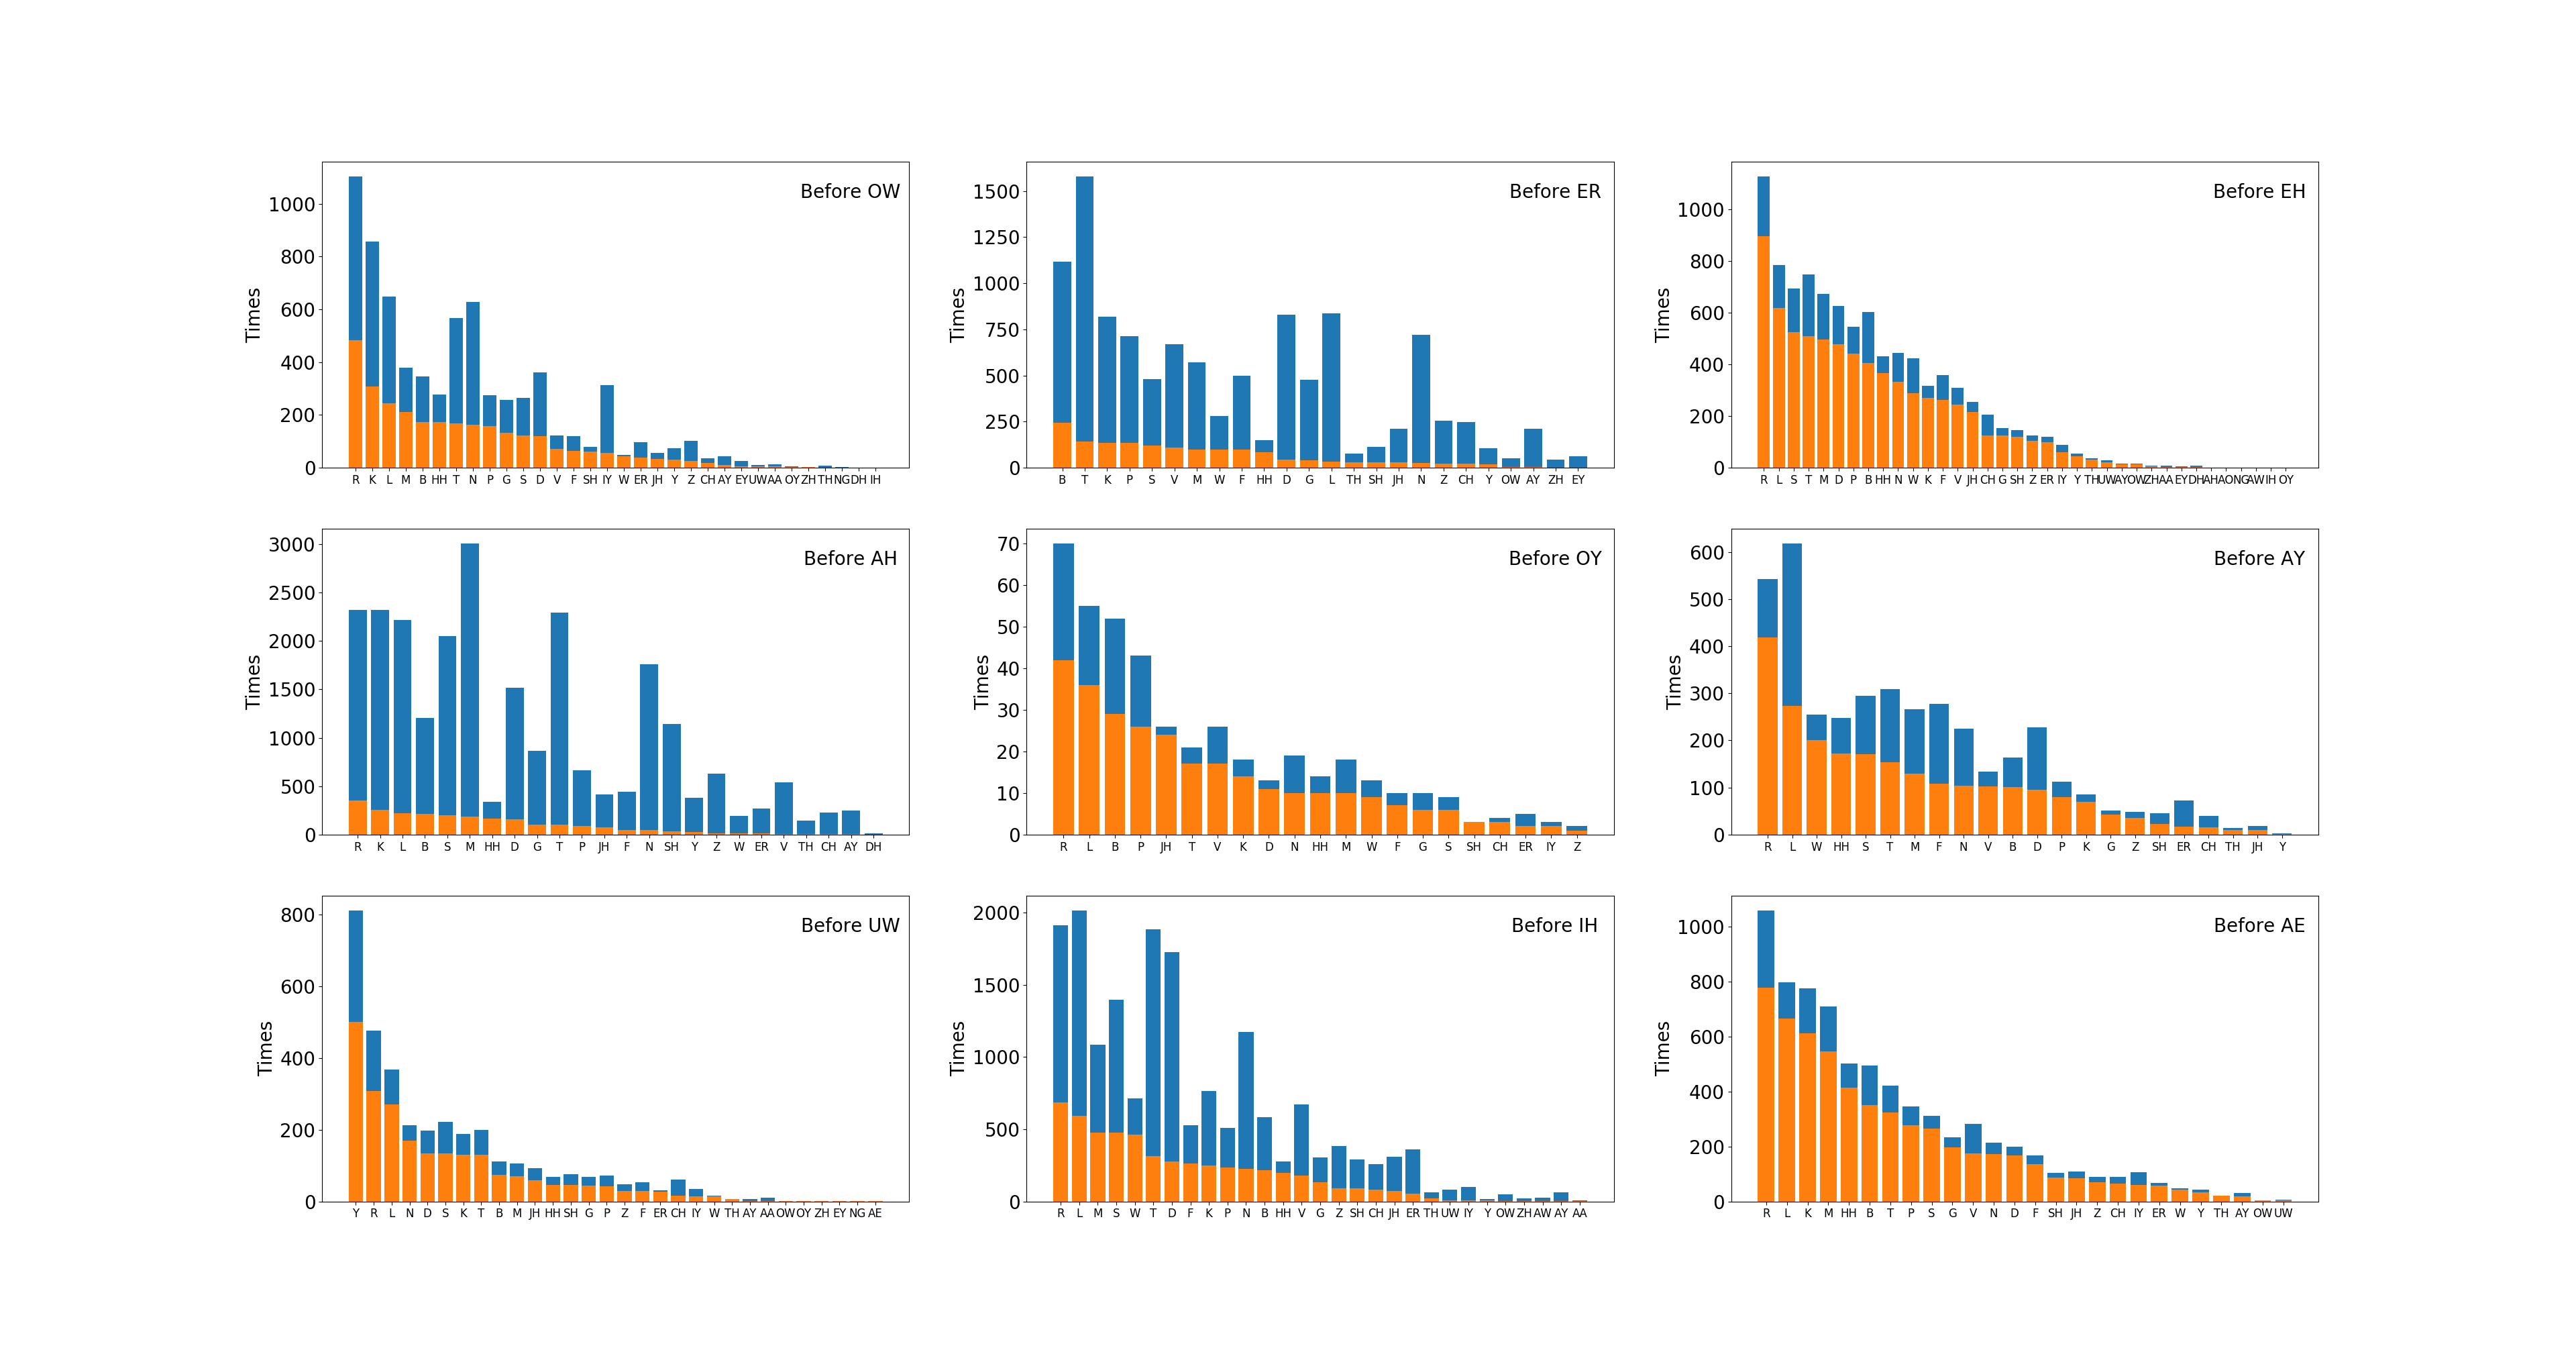 Before OW
Times
1000
800
600
400
200
0
R K L M B HH T N P G S D V F SH IY W ER JH Y Z CH AY EY UW AA OY ZH TH NG DH IH
Before ER
Times
1500
1250
1000
750
500
250
0
B T K P S V M W F HH D G L TH SH JH N Z CH Y OW AY ZH EY
Before EH
Times
1000
800
600
400
200
0
R L S T M D P B HH N W K F V JH CH G SH Z ER IY Y TH UW AY OW ZH AA EY DH AH AO NG AW IH OY
Before AH
Times
3000
2500
2000
1500
1000
500
0
R K L B S M HH D G T P JH F N SH Y Z W ER V TH CH AY DH
Before OY
Times
70
60
50
40
30
20
10
0
R L B P JH T V K D N HH M W F G S SH CH ER IY Z
Before AY
Times
600
500
400
300
200
100
0
R L W HH S T M F N V B D P K G Z SH ER CH TH JH Y
Before UW
Times
800
600
400
200
0
Y R L N D S K T B M JH HH SH G P Z F ER CH IY W TH AY AA OW OY ZH EY NG AE
Before IH
Times
2000
1500
1000
500
0
R L M S W T D F K P N B HH V G Z SH CH JH ER TH UW IY Y OW ZH AW AY AA
Before AE
Times
1000
800
600
400
200
0
R L K M HH B T P S G V N D F SH JH Z CH IY ER W Y TH AY OW UW